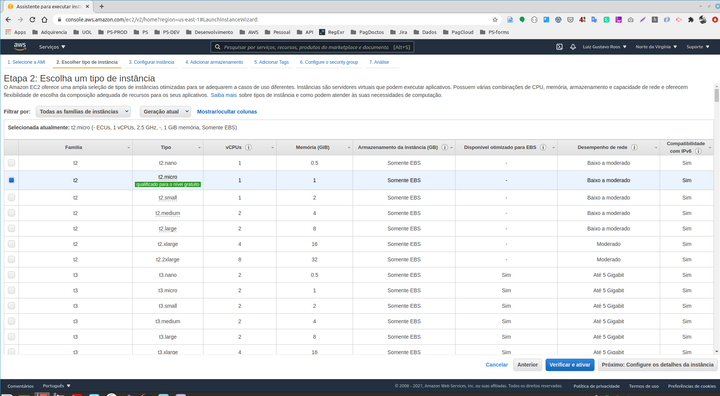 Assistente para executar inst
console.aws.amazon.com/ec2/v2/home?region=us-east-1#LaunchInstanceWizard:
Apps Adquirencia UOL PS-PROD PS PS-DEV Desenvolvimento AWS Pessoal API RegExr PagDoctos Jira Dados PagCloud PS-Firefox
aws Serviços Pesquisar por serviços, recursos, produtos do marketplace e documentos [Alt+S] Luiz Gustavo Roos Norte da Virgínia Suporte
1. Selecione a AMI 2. Escolher tipo de instância 3. Configurar instância 4. Adicionar armazenamento 5. Adicionar Tags 6. Configure o security group 7. Análise
Etapa 2: Escolha um tipo de instância
O Amazon EC2 oferece uma ampla seleção de tipos de instâncias otimizadas para se adequarem a casos de uso diferentes. Instâncias são servidores virtuais que podem executar aplicativos. Possuem várias combinações de CPU, memória, armazenamento e capacidade de rede e oferecem
flexibilidade de escolha da composição adequada de recursos para os seus aplicativos. Saiba mais sobre tipos de instância e como podem atender às suas necessidades de computação.
Filtrar por: Todas as famílias de instâncias Geração atual Mostrar/ocultar colunas
Selecionada atualmente: t2.micro (- ECUs, 1 vCPUs, 2.5 GHz, -, 1 GiB memória, Somente EBS)
Família Tipo vCPUs Memória (GiB) Armazenamento da instância (GB) Disponível otimizado para EBS Desempenho de rede Compatibilidade
com IPv6
t2 t2.nano 1 0.5 Somente EBS - Baixo a moderado Sim
t2 t2.micro 1 1 Somente EBS - Baixo a moderado Sim
qualificado para o nível gratuito
t2 t2.small 1 2 Somente EBS - Baixo a moderado Sim
t2 t2.medium 2 4 Somente EBS - Baixo a moderado Sim
t2 t2.large 2 8 Somente EBS - Baixo a moderado Sim
t2 t2.xlarge 4 16 Somente EBS - Moderado Sim
t2 t2.2xlarge 8 32 Somente EBS - Moderado Sim
t3 t3.nano 2 0.5 Somente EBS Sim Até 5 Gigabit Sim
t3 t3.micro 2 1 Somente EBS Sim Até 5 Gigabit Sim
t3 t3.small 2 2 Somente EBS Sim Até 5 Gigabit Sim
t3 t3.medium 2 4 Somente EBS Sim Até 5 Gigabit Sim
t3 t3.large 2 8 Somente EBS Sim Até 5 Gigabit Sim
t3 t3.xlarge 4 16 Somente EBS Sim Até 5 Gigabit Sim
Cancelar Anterior Verificar e ativar Próximo: Configure os detalhes da instância
Comentários Português © 2008 - 2021, Amazon Web Services, Inc. ou suas afiliadas. Todos os direitos reservados. Política de privacidade Termos de uso Preferências de cookies